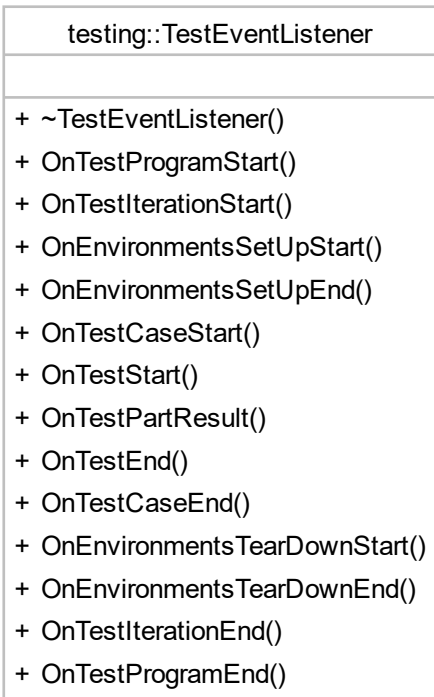 testing::TestEventListener
+ ~TestEventListener()
+ OnTestProgramStart()
+ OnTestIterationStart()
+ OnEnvironmentsSetUpStart()
+ OnEnvironmentsSetUpEnd()
+ OnTestCaseStart()
+ OnTestStart()
+ OnTestPartResult()
+ OnTestEnd()
+ OnTestCaseEnd()
+ OnEnvironmentsTearDownStart()
+ OnEnvironmentsTearDownEnd()
+ OnTestIterationEnd()
+ OnTestProgramEnd()